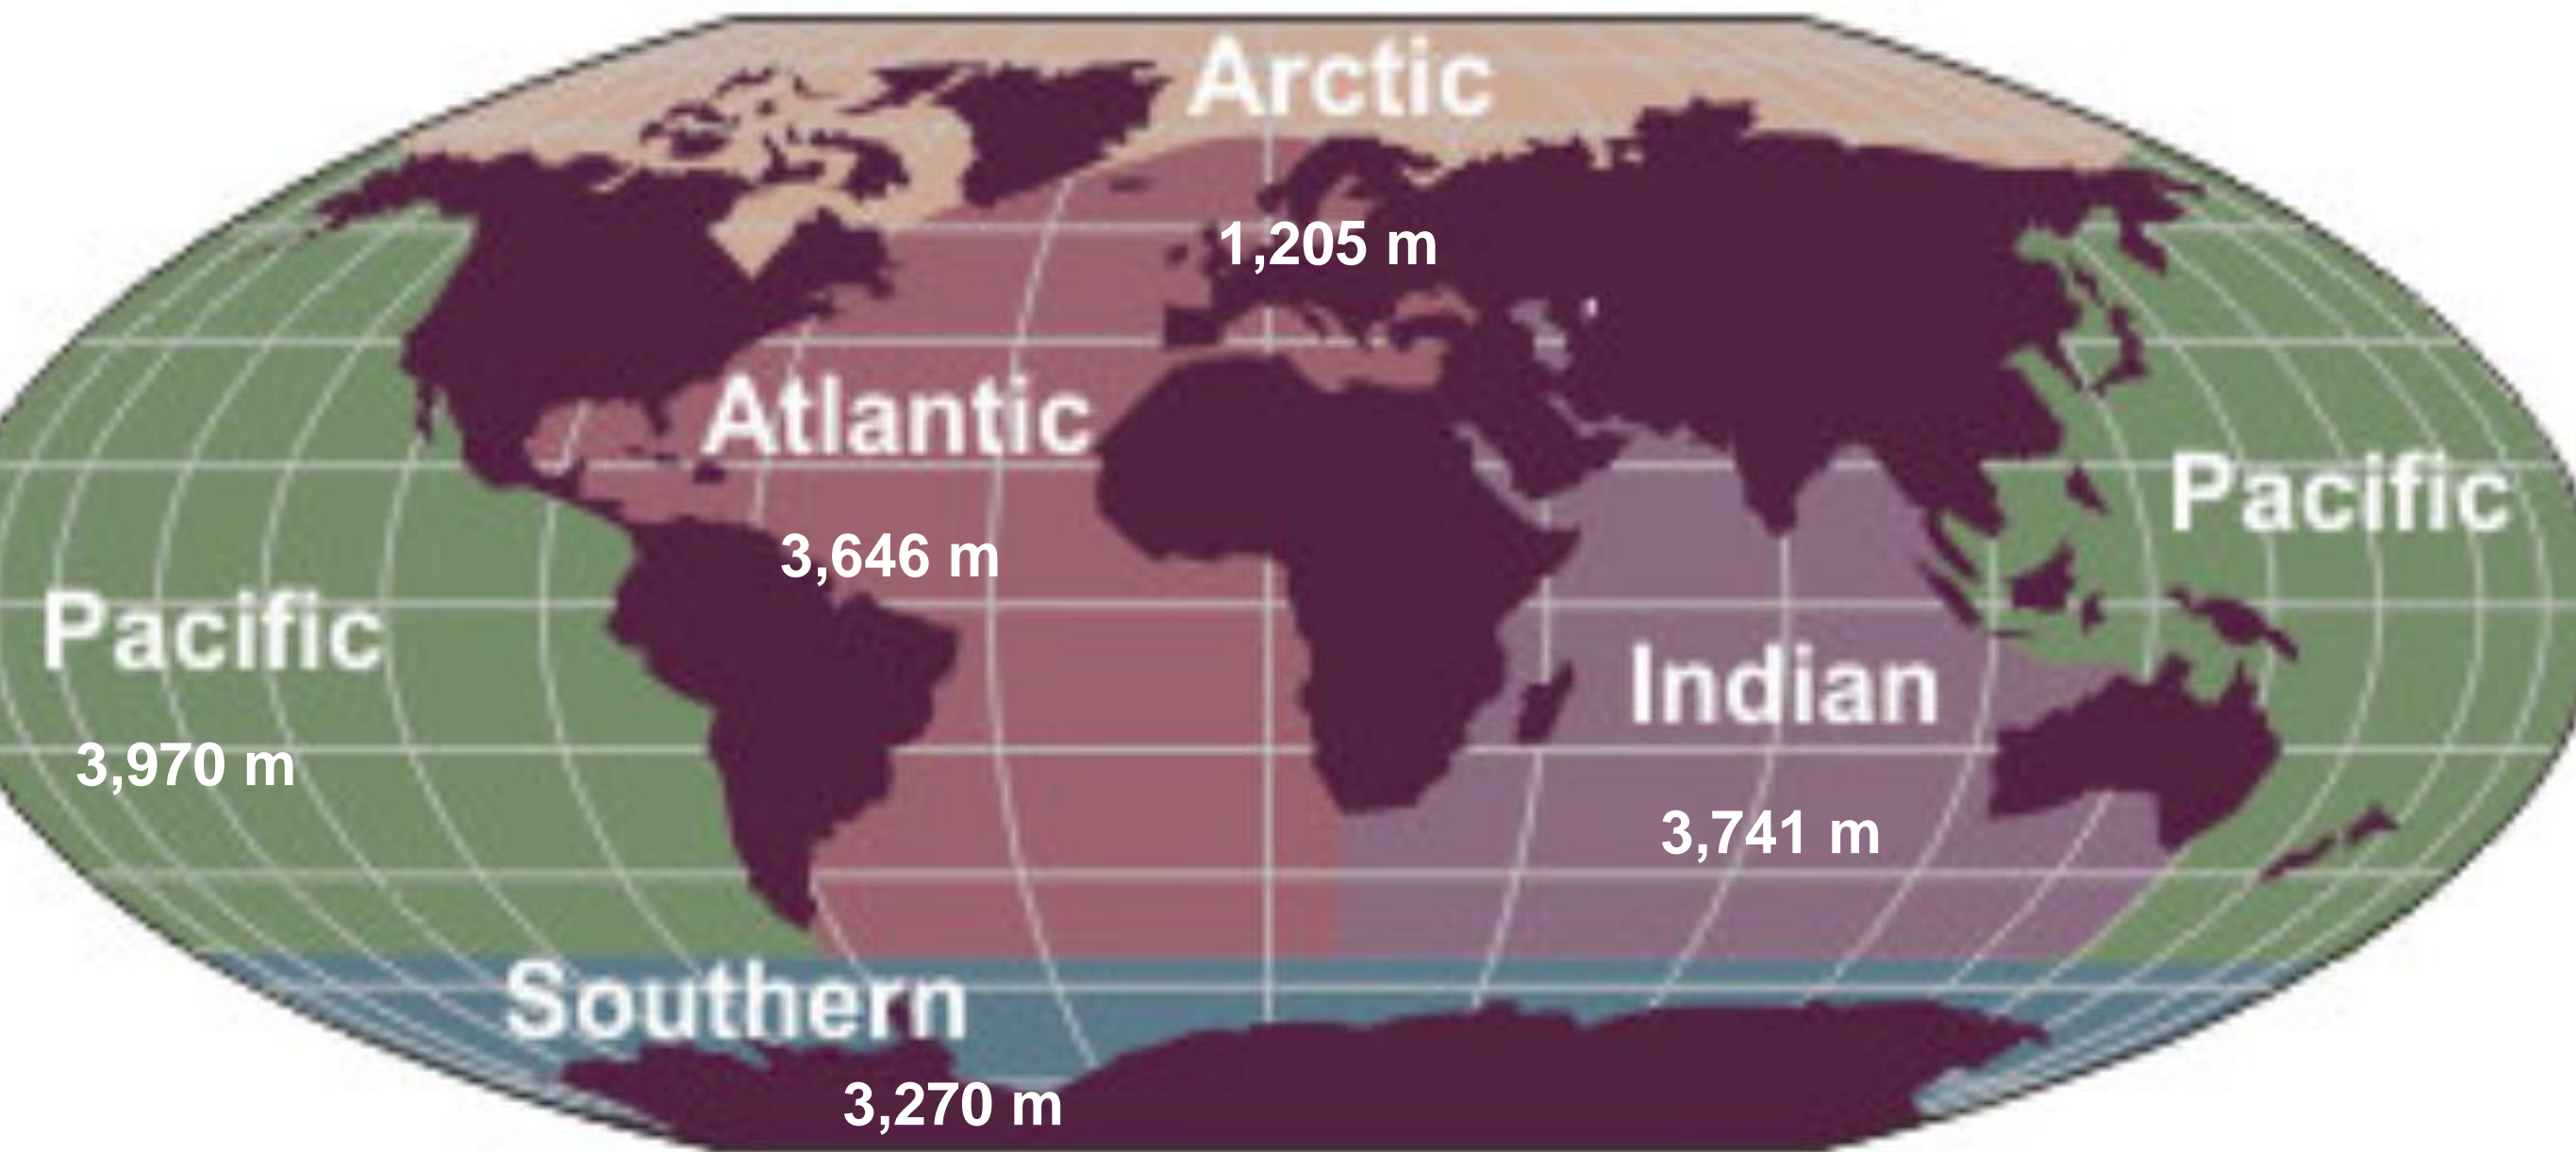 Arctic
1,205 m
Atlantic
3,646 m
Pacific
Pacific
3,970 m
Indian
3,741 m
Southern
3,270 m